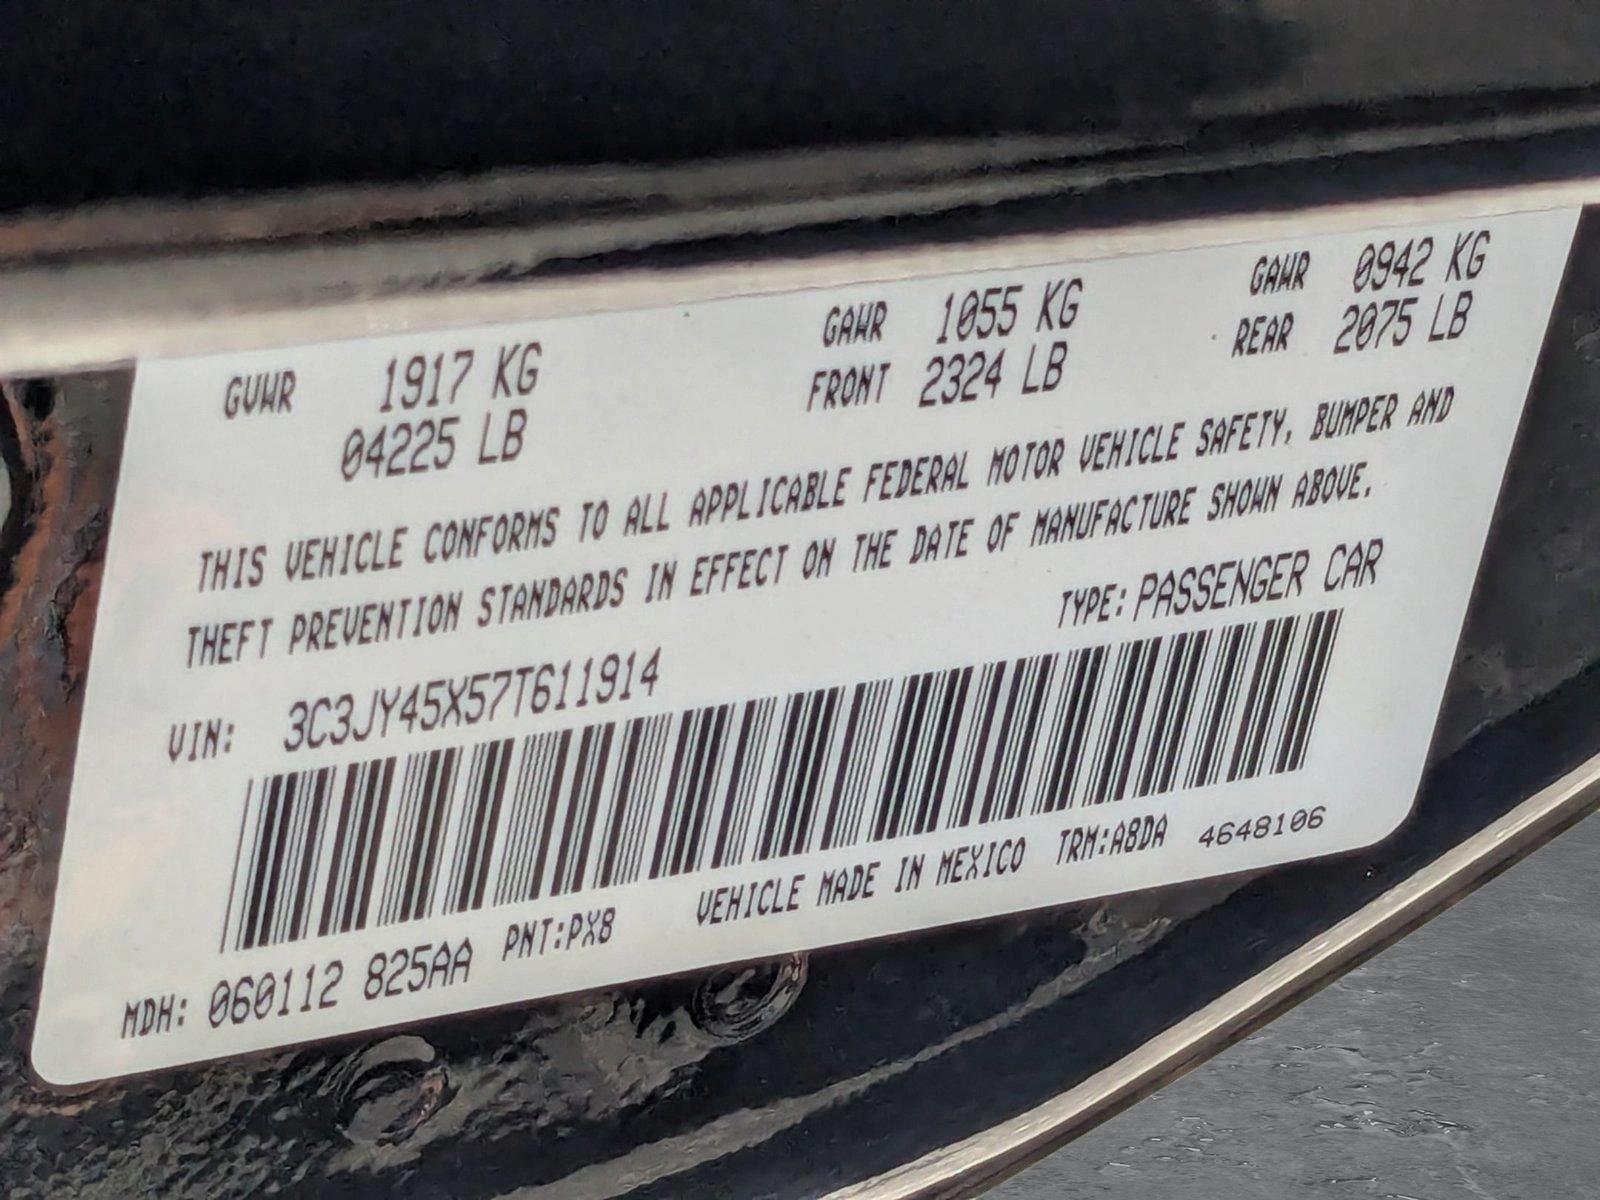 GVWR 1917 KG GAWR 1055 KG GAWR 0942 KG
04225 LB FRONT 2324 LB REAR 2075 LB
THIS VEHICLE CONFORMS TO ALL APPLICABLE FEDERAL MOTOR VEHICLE SAFETY, BUMPER AND
THEFT PREVENTION STANDARDS IN EFFECT ON THE DATE OF MANUFACTURE SHOWN ABOVE.
VIN: 3C3JY45X57T611914 TYPE: PASSENGER CAR
MDH: 060112 825AA PNT:PX8 VEHICLE MADE IN MEXICO TRM:A8DA 4648106